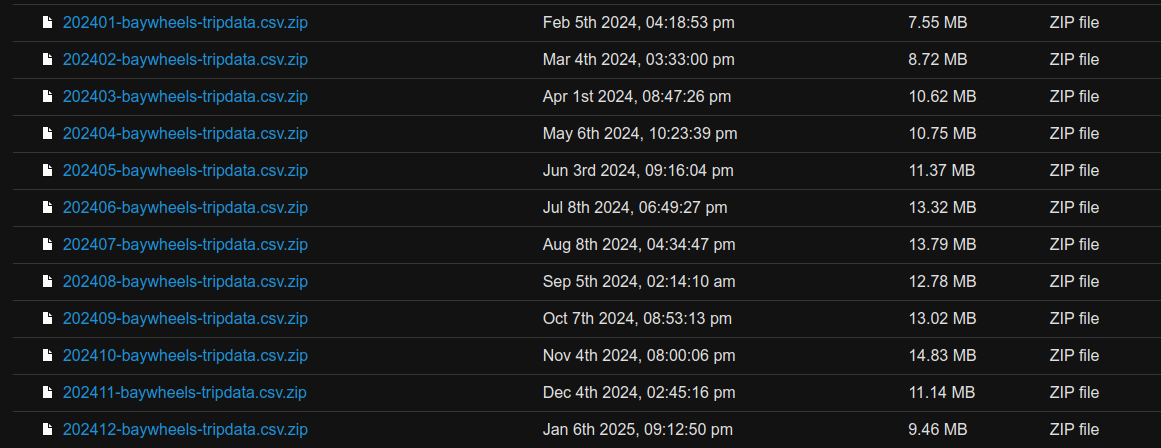 202401-baywheels-tripdata.csv.zip Feb 5th 2024, 04:18:53 pm 7.55 MB ZIP file
202402-baywheels-tripdata.csv.zip Mar 4th 2024, 03:33:00 pm 8.72 MB ZIP file
202403-baywheels-tripdata.csv.zip Apr 1st 2024, 08:47:26 pm 10.62 MB ZIP file
202404-baywheels-tripdata.csv.zip May 6th 2024, 10:23:39 pm 10.75 MB ZIP file
202405-baywheels-tripdata.csv.zip Jun 3rd 2024, 09:16:04 pm 11.37 MB ZIP file
202406-baywheels-tripdata.csv.zip Jul 8th 2024, 06:49:27 pm 13.32 MB ZIP file
202407-baywheels-tripdata.csv.zip Aug 8th 2024, 04:34:47 pm 13.79 MB ZIP file
202408-baywheels-tripdata.csv.zip Sep 5th 2024, 02:14:10 am 12.78 MB ZIP file
202409-baywheels-tripdata.csv.zip Oct 7th 2024, 08:53:13 pm 13.02 MB ZIP file
202410-baywheels-tripdata.csv.zip Nov 4th 2024, 08:00:06 pm 14.83 MB ZIP file
202411-baywheels-tripdata.csv.zip Dec 4th 2024, 02:45:16 pm 11.14 MB ZIP file
202412-baywheels-tripdata.csv.zip Jan 6th 2025, 09:12:50 pm 9.46 MB ZIP file